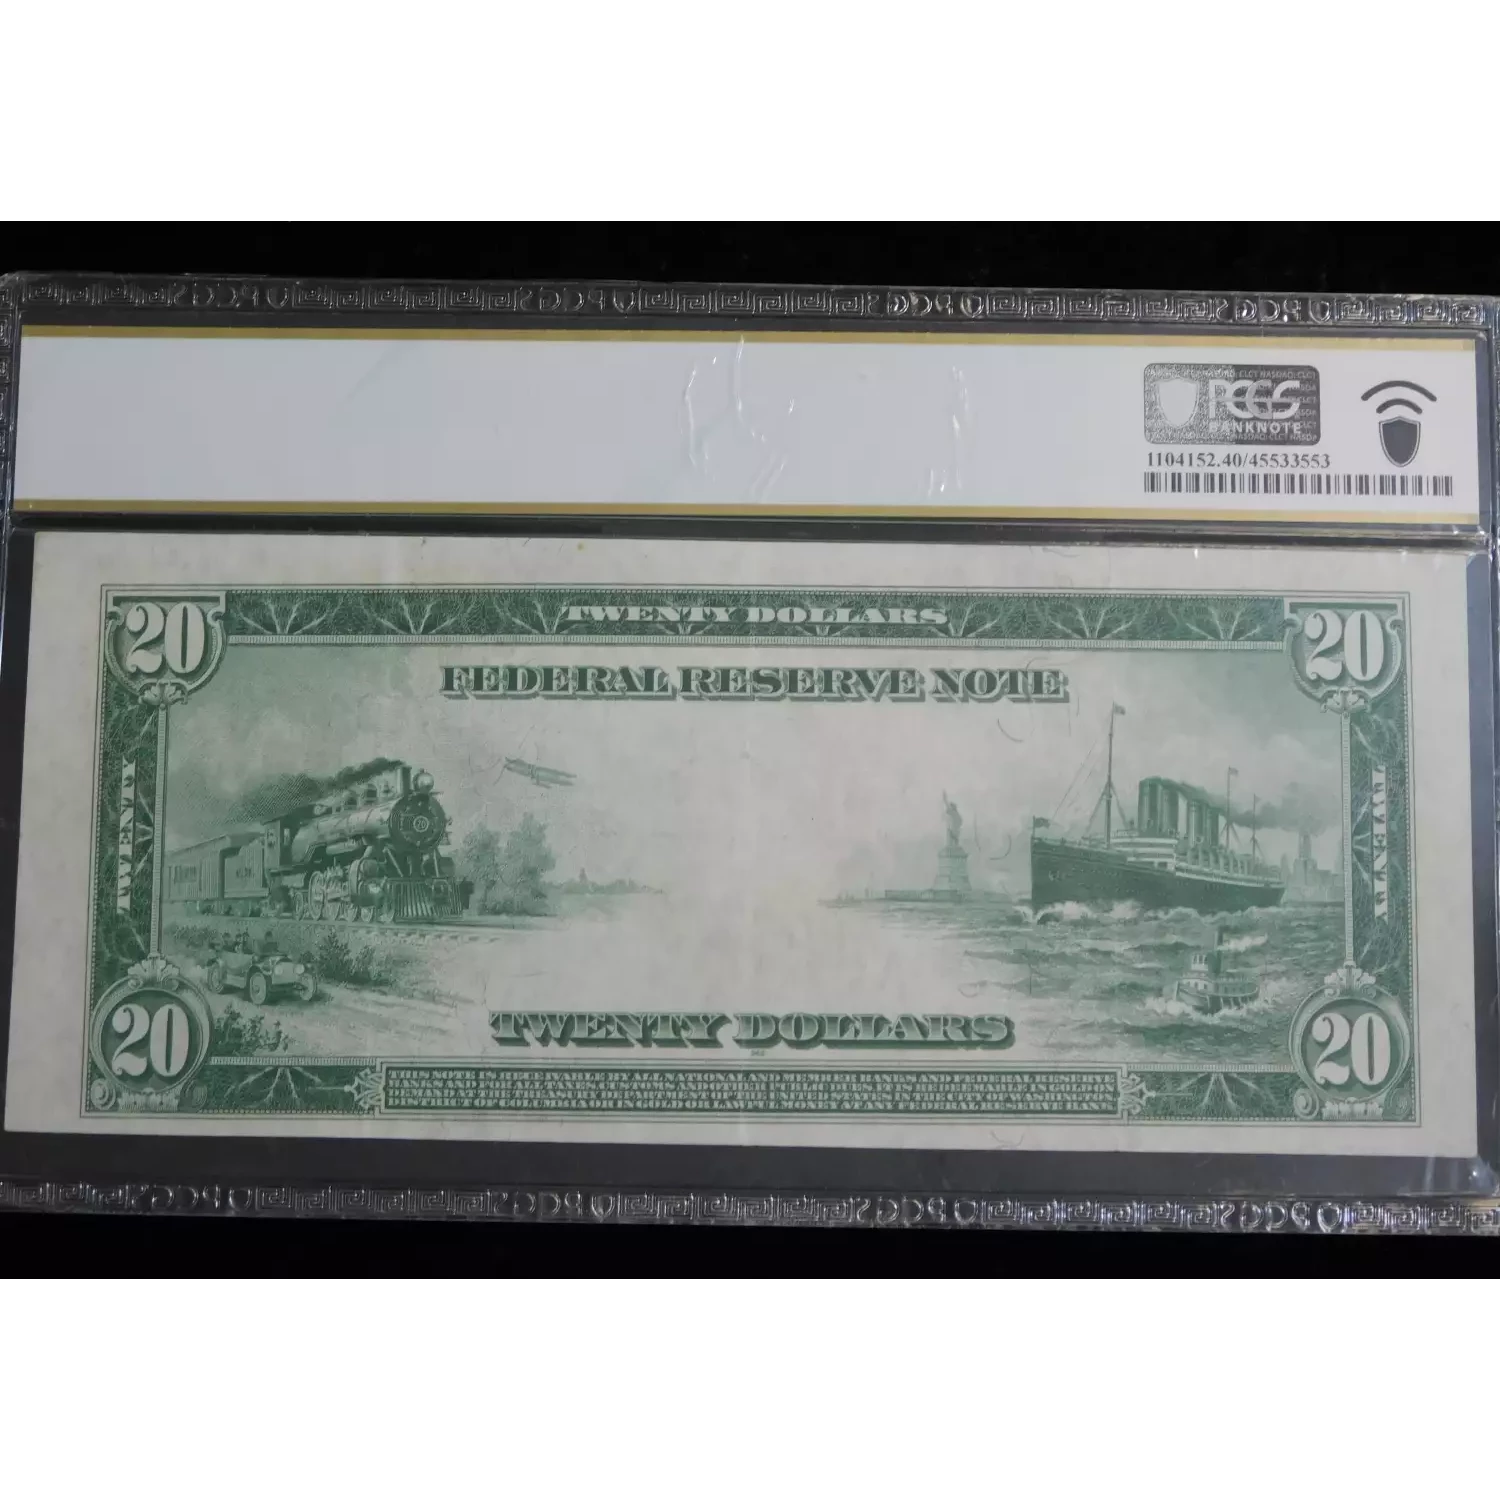 PCGS
BANKNOTE
1104152.40/45533553
20 TWENTY DOLLARS 20
FEDERAL RESERVE NOTE
TWENTY
TWENTY
20
TWENTY DOLLARS
20 20
THIS NOTE IS RECEIVABLE BY ALL NATIONAL AND MEMBER BANKS AND FEDERAL RESERVE
BANKS AND FOR ALL TAXES, CUSTOMS AND OTHER PUBLIC DUES. IT IS REDEEMABLE IN GOLD ON
DEMAND AT THE TREASURY DEPARTMENT OF THE UNITED STATES IN THE CITY OF WASHINGTON,
DISTRICT OF COLUMBIA OR IN GOLD OR LAWFUL MONEY AT ANY FEDERAL RESERVE BANK.